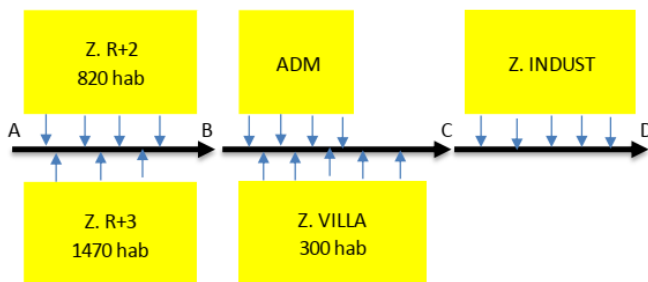 Z. R+2
820 hab
ADM
Z. INDUST
A
B
C
D
Z. R+3
1470 hab
Z. VILLA
300 hab